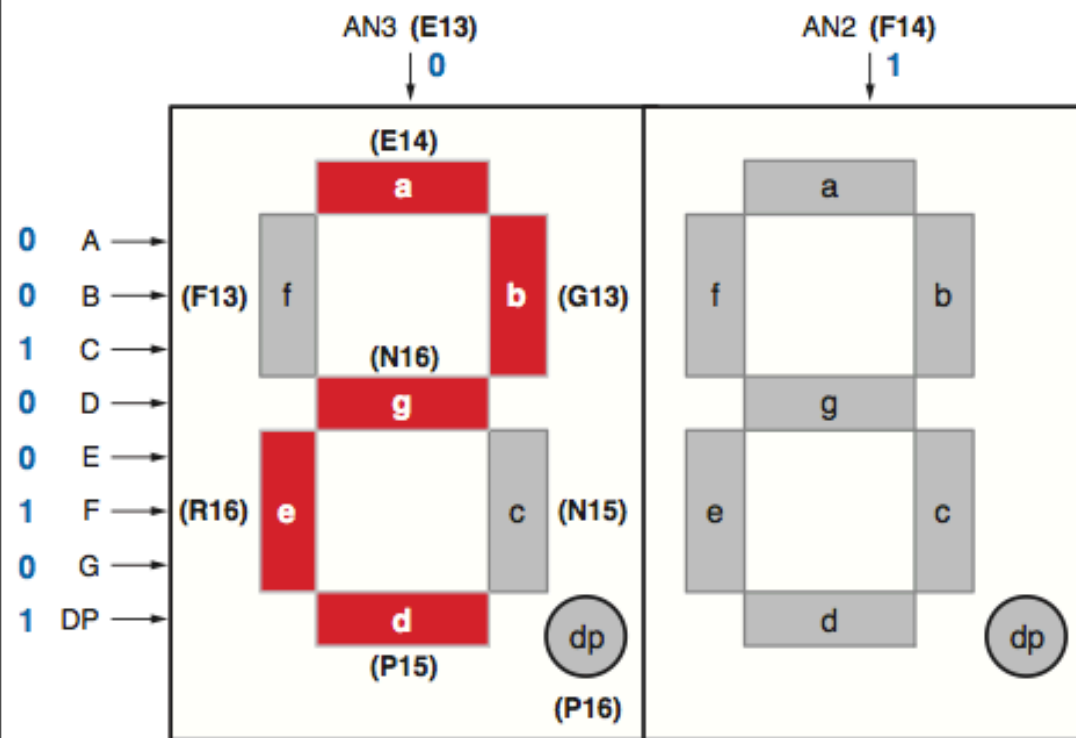 AN3 (E13) AN2 (F14)
0 1
(E14)
a a
0 A
0 B (F13) f b (G13) f b
1 C
(N16)
0 D g g
0 E
1 F (R16) e c (N15) e c
0 G
1 DP d dp d dp
(P15)
(P16)